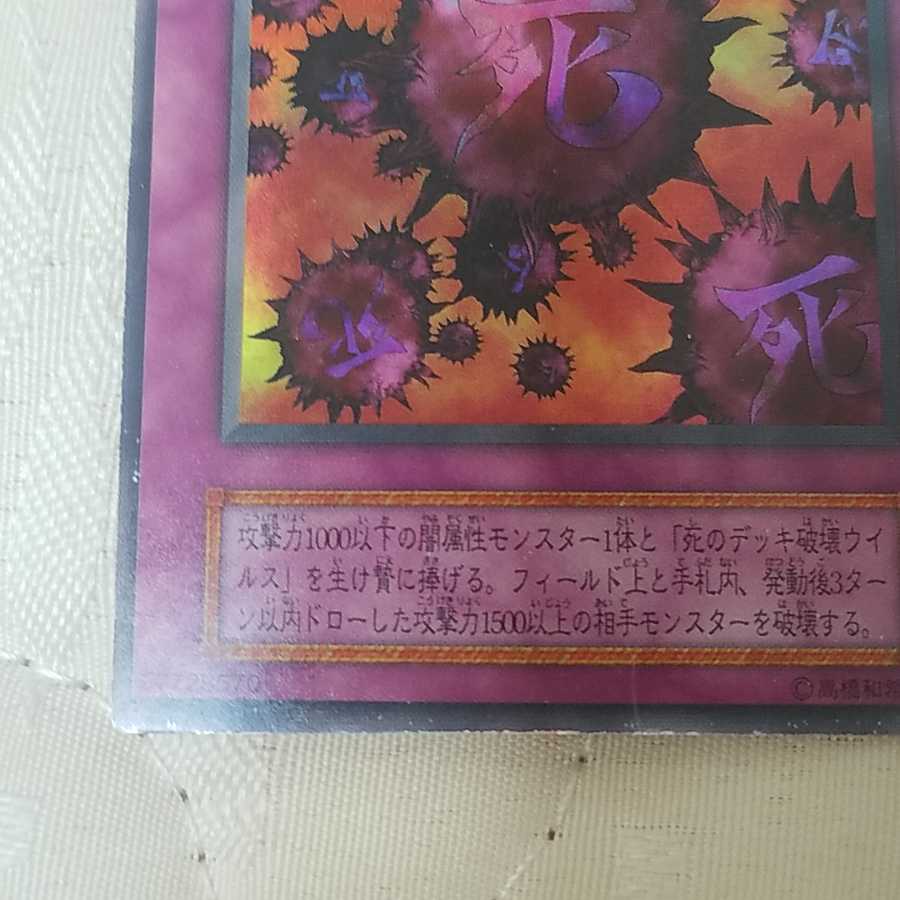 死
死
攻撃力1000以下の闇属性モンスター1体と「死のデッキ破壊ウイ
ルス」を生け贄に捧げる。フィールド上と手札内、発動後3ター
ン以内ドローした攻撃力1500以上の相手モンスターを破壊する。
©高橋和